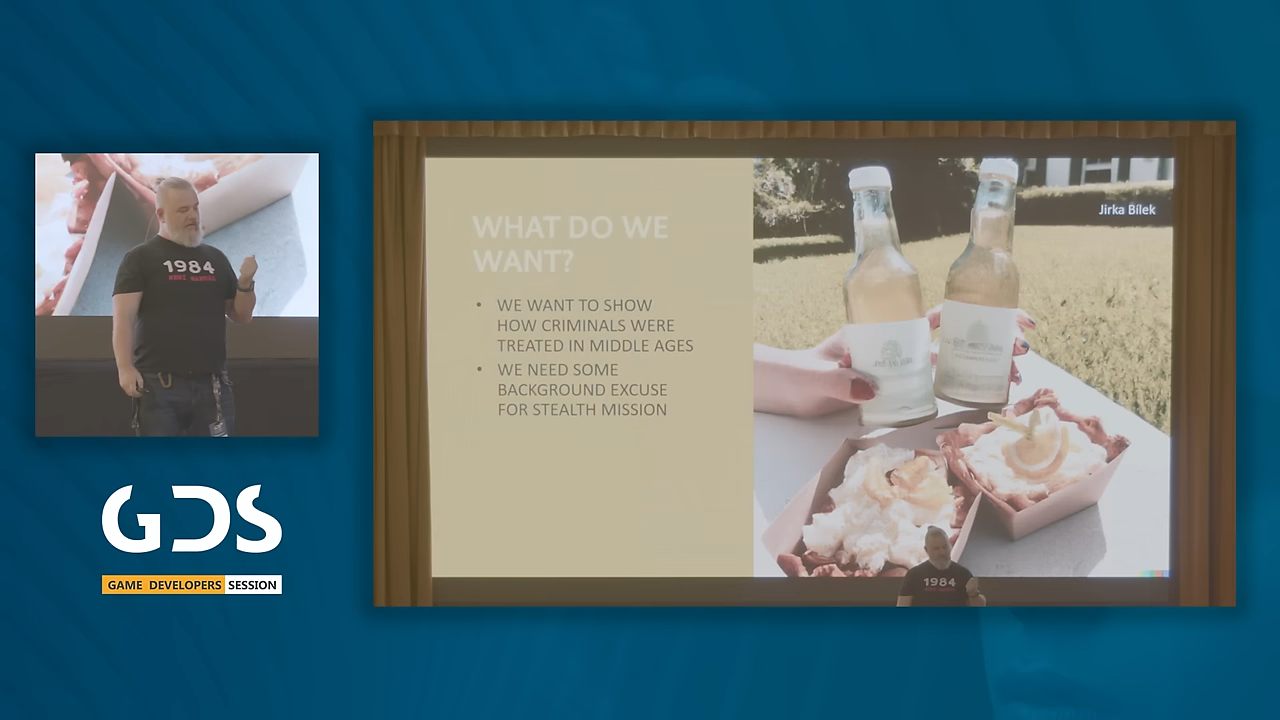 1984
GDS
GAME DEVELOPERS SESSION
WHAT DO WE
WANT?
• WE WANT TO SHOW
HOW CRIMINALS WERE
TREATED IN MIDDLE AGES
• WE NEED SOME
BACKGROUND EXCUSE
FOR STEALTH MISSION
Jirka Bílek
1984